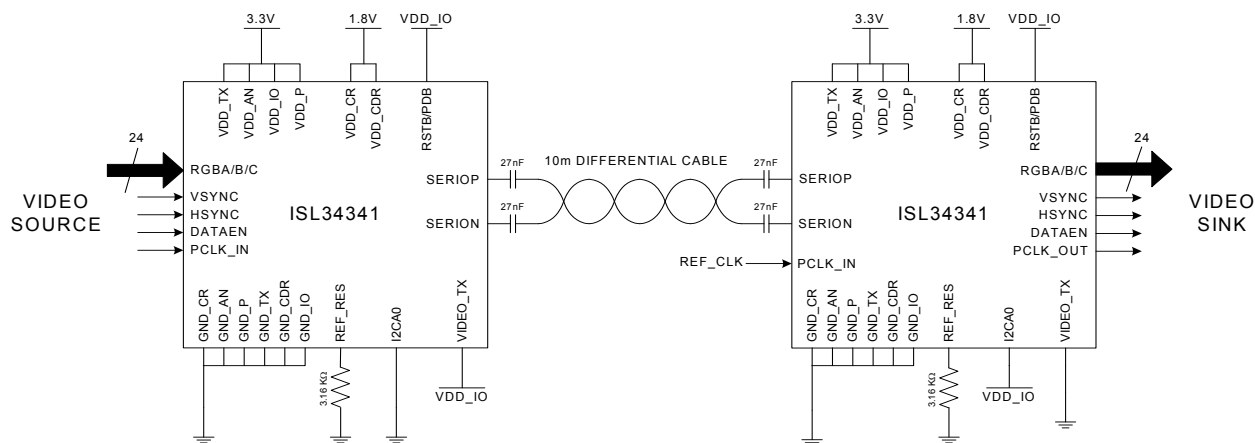 3.3V
1.8V
VDD_IO
3.3V
1.8V
VDD_IO
VDD_TX
VDD_AN
VDD_IO
VDD_P
VDD_CR
VDD_CDR
RSTB/PDB
VDD_TX
VDD_AN
VDD_IO
VDD_P
VDD_CR
VDD_CDR
RSTB/PDB
24
RGBA/B/C
VIDEO
SOURCE
VSYNC
HSYNC
DATAEN
PCLK_IN
ISL34341
SERIOP
SERION
27nF
27nF
10m DIFFERENTIAL CABLE
27nF
27nF
SERIOP
SERION
REF_CLK
PCLK_IN
ISL34341
24
RGBA/B/C
VSYNC
HSYNC
DATAEN
PCLK_OUT
VIDEO
SINK
GND_CR
GND_AN
GND_P
GND_TX
GND_CDR
GND_IO
REF_RES
I2CA0
VIDEO_TX
3.16 KΩ
VDD_IO
GND_CR
GND_AN
GND_P
GND_TX
GND_CDR
GND_IO
REF_RES
I2CA0
VIDEO_TX
3.16 KΩ
VDD_IO